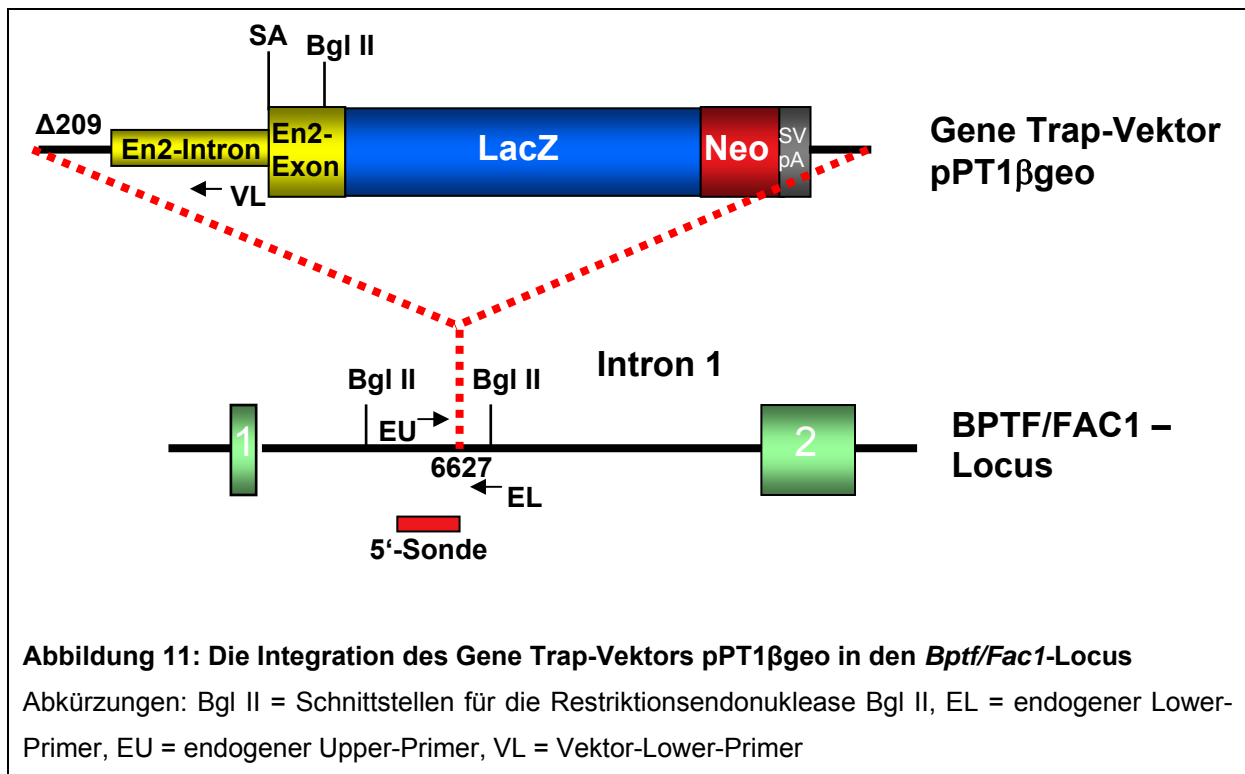 SA
Bgl II
Δ209
En2-Intron
En2-
Exon
LacZ
Neo
SV
pA
VL
Gene Trap-Vektor
pPT1βgeo
Intron 1
Bgl II
Bgl II
EU
1
6627
2
EL
BPTF/FAC1 –
Locus
5‘-Sonde
Abbildung 11: Die Integration des Gene Trap-Vektors pPT1βgeo in den Bptf/Fac1-Locus
Abkürzungen: Bgl II = Schnittstellen für die Restriktionsendonuklease Bgl II, EL = endogener Lower-
Primer, EU = endogener Upper-Primer, VL = Vektor-Lower-Primer